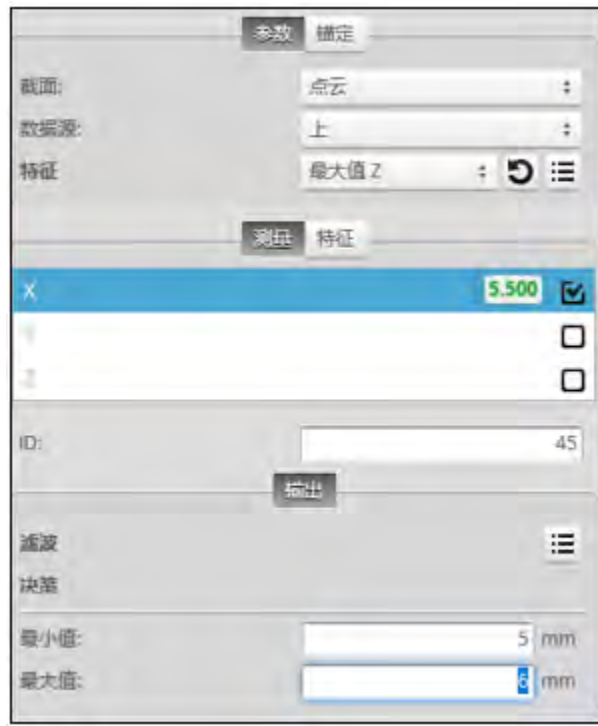 参数 锚定
截面: 点云
数据源: 上
特征 最大值 Z
测量 特征
X 5.500
Y
Z
ID: 45
输出
滤波
决策
最小值: 5 mm
最大值: 6 mm